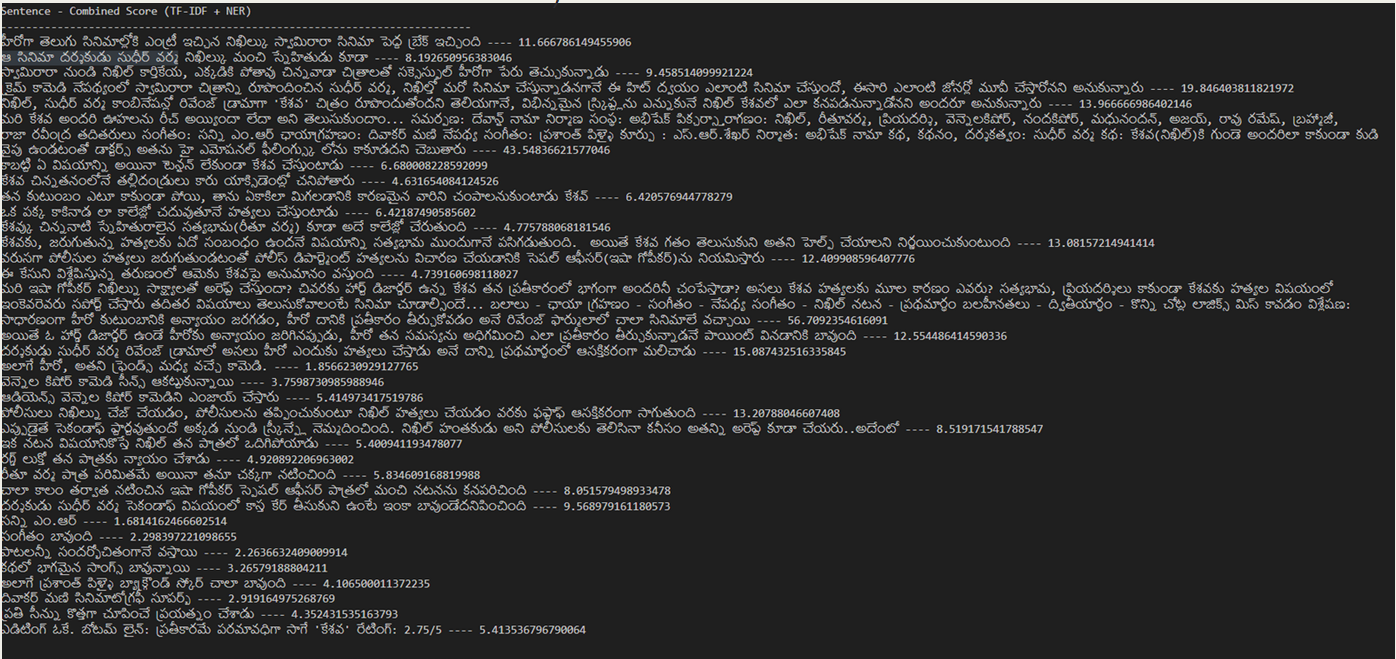 Sentence - Combined Score (TF-IDF + NER)
------------------------------------------------------------------------
హీరోగా తెలుగు సినిమాల్లోకి ఎంట్రీ ఇచ్చిన నిఖిల్కు స్వామిరారా సినిమా పెద్ద బ్రేక్ ఇచ్చింది ---- 11.666786149455906
ఆ సినిమా దర్శకుడు సుధీర్ వర్మ నిఖిల్కు మంచి స్నేహితుడు కూడా ---- 8.192650956383046
స్వామిరారా నుండి నిఖిల్ కార్తికేయ, ఎక్కడికి పోతావు చిన్నవాడా చిత్రాలతో సక్సెస్ఫుల్ హీరోగా పేరు తెచ్చుకున్నాడు ---- 9.458514099921224
క్రైమ్ కామెడి నేపథ్యంలో స్వామిరారా చిత్రాన్ని రూపొందించిన సుధీర్ వర్మ, నిఖిల్తో మరో సినిమా చేస్తున్నాడనగానే ఈ హిట్ ద్వయం ఎలాంటి సినిమా చేస్తుందో, ఈసారి ఎలాంటి జోనర్లో మూవీ చేస్తారోనని అనుకున్నారు ---- 19.846403811821972
నిఖిల్, సుధీర్ వర్మ కాంబినేషన్లో రివేంజ్ డ్రామాగా 'కేశవ' చిత్రం రూపొందుతోందని తెలియగానే, విభిన్నమైన స్క్రిప్ట్లను ఎన్నుకునే నిఖిల్ కేశవలో ఎలా కనపడనున్నాడోనని అందరూ అనుకున్నారు ---- 13.966666986402146
మరి కేశవ అందరి ఊహలను రీచ్ అయ్యిందా లేదా అని తెలుసుకుందాం... సమర్పణ: దేవాన్ష్ నామా నిర్మాణ సంస్థ: అభిషేక్ పిక్చర్స్తారాగణం: నిఖిల్, రీతూవర్మ, ప్రియదర్శి, వెన్నెలకిషోర్, నందకిషోర్, మధునందన్, అజయ్, రావు రమేష్, బ్రహ్మాజీ,
రాజా రవీంద్ర తదితరులు సంగీతం: సన్ని ఎం.ఆర్ ఛాయాగ్రహణం: దివాకర్ మణి నేపథ్య సంగీతం: ప్రశాంత్ పిళ్ళై కూర్పు : ఎస్.ఆర్.శేఖర్ నిర్మాత: అభిషేక్ నామా కథ, కథనం, దర్శకత్వం: సుధీర్ వర్మ కథ: కేశవ(నిఖిల్)కి గుండె అందరిలా కాకుండా కుడి
వైపు ఉండటంతో డాక్టర్స్ అతను హై ఎమోషనల్ ఫీలింగ్స్కు లోను కాకూడదని చెబుతారు ---- 43.54836621577046
కాబట్టి ఏ విషయాన్ని అయినా టెన్షన్ లేకుండా కేశవ చేస్తుంటాడు ---- 6.680008228592099
కేశవ చిన్నతనంలోనే తల్లిదండ్రులు కారు యాక్సిడెంట్లో చనిపోతారు ---- 4.631654084124526
తన కుటుంబం ఎటూ కాకుండా పోయి, తాను ఏకాకిలా మిగలడానికి కారణమైన వారిని చంపాలనుకుంటాడు కేశవ్ ---- 6.420576944778279
ఒక పక్క కాకినాడ లా కాలేజ్లో చదువుతూనే హత్యలు చేస్తుంటాడు ---- 6.42187490585602
కేశవ్కు చిన్ననాటి స్నేహితురాలైన సత్యభామ(రీతూ వర్మ) కూడా అదే కాలేజ్లో చేరుతుంది ---- 4.775788068181546
కేశవకు, జరుగుతున్న హత్యలకు ఏదో సంబంధం ఉందనే విషయాన్ని సత్యభామ ముందుగానే పసిగడుతుంది. అయితే కేశవ గతం తెలుసుకుని అతని హెల్ప్ చేయాలని నిర్ణయించుకుంటుంది ---- 13.08157214941414
వరుసగా పోలీసుల హత్యలు జరుగుతుండటంతో పోలీస్ డిపార్ట్మెంట్ హత్యలను విచారణ చేయడానికి స్పెషల్ ఆఫీసర్(ఇషా గోపీకర్)ను నియమిస్తారు ---- 12.409908596407776
ఈ కేసుని విశ్లేషిస్తున్న తరుణంలో ఆమెకు కేశవపై అనుమానం వస్తుంది ---- 4.739160698118027
మరి ఇషా గోపీకర్ నిఖిల్ను సాక్ష్యాలతో అరెస్ట్ చేస్తుందా? చివరకు హార్ట్ డిజార్డర్ ఉన్న కేశవ తన ప్రతీకారంలో భాగంగా అందరినీ చంపేస్తాడా? అసలు కేశవ హత్యలకు మూల కారణం ఎవరు? సత్యభామ, ప్రియదర్శిలు కాకుండా కేశవకు హత్యల విషయంలో
ఇంకెవరెవరు సపోర్ట్ చేస్తారు తదితర విషయాలు తెలుసుకోవాలంటే సినిమా చూడాల్సిందే... బలాలు - ఛాయా గ్రహణం - సంగీతం - నేపథ్య సంగీతం - నిఖిల్ నటన - ప్రథమార్థం బలహీనతలు - ద్వితీయార్థం - కొన్ని చోట్ల లాజిక్స్ మిస్ కావడం విశ్లేషణ:
సాధారణంగా హీరో కుటుంబానికి అన్యాయం జరగడం, హీరో దానికి ప్రతీకారం తీర్చుకోవడం అనే రివేంజ్ ఫార్ములాలో చాలా సినిమాలే వచ్చాయి ---- 56.7092354616091
అయితే ఓ హార్ట్ డిజార్డర్ ఉండే హీరోకు అన్యాయం జరిగినప్పుడు, హీరో తన సమస్యను అధిగమించి ఎలా ప్రతీకారం తీర్చుకున్నాడనే పాయింట్ వినడానికి బావుంది ---- 12.554486414590336
దర్శకుడు సుధీర్ వర్మ రివేంజ్ డ్రామాలో అసలు హీరో ఎందుకు హత్యలు చేస్తాడు అనే దాన్ని ప్రథమార్థంలో ఆసక్తికరంగా మలిచాడు ---- 15.087432516335845
అలాగే హీరో, అతని ఫ్రెండ్స్ మధ్య వచ్చే కామెడి. ---- 1.8566230929127765
వెన్నెల కిషోర్ కామెడి సీన్స్ ఆకట్టుకున్నాయి ---- 3.7598730985988946
ఆడియెన్స్ వెన్నెల కిషోర్ కామెడిని ఎంజాయ్ చేస్తారు ---- 5.414973417519786
పోలీసులు నిఖిల్ను చేజ్ చేయడం, పోలీసులను తప్పించుకుంటూ నిఖిల్ హత్యలు చేయడం వరకు ఫస్టాఫ్ ఆసక్తికరంగా సాగుతుంది ---- 13.20788046607408
ఎప్పుడైతే సెకండాఫ్ స్టార్టవుతుందో అక్కడ నుండి స్క్రీన్ప్లే నెమ్మదించింది. నిఖిల్ హంతకుడు అని పోలీసులకు తెలిసినా కనీసం అతన్ని అరెస్ట్ కూడా చేయరు..అదేంటో ---- 8.519171541788547
ఇక నటన విషయానికొస్తే నిఖిల్ తన పాత్రలో ఒదిగిపోయాడు ---- 5.400941193478077
రగ్డ్ లుక్తో తన పాత్రకు న్యాయం చేశాడు ---- 4.920892206963002
రీతూ వర్మ పాత్ర పరిమితమే అయినా తనూ చక్కగా నటించింది ---- 5.834609168819988
చాలా కాలం తర్వాత నటించిన ఇషా గోపీకర్ స్పెషల్ ఆఫీసర్ పాత్రలో మంచి నటనను కనపరిచింది ---- 8.051579498933478
దర్శకుడు సుధీర్ వర్మ సెకండాఫ్ విషయంలో కాస్త కేర్ తీసుకుని ఉంటే ఇంకా బావుండేదనిపించింది ---- 9.568979161180573
సన్ని ఎం.ఆర్ ---- 1.6814162466602514
సంగీతం బావుంది ---- 2.298397221098655
పాటలన్నీ సందర్భోచితంగానే వస్తాయి ---- 2.2636632409009914
కథలో భాగమైన సాంగ్స్ బావున్నాయి ---- 3.26579188804211
అలాగే ప్రశాంత్ పిళ్ళై బ్యాక్గ్రౌండ్ స్కోర్ చాలా బావుంది ---- 4.106500011372235
దివాకర్ మణి సినిమాటోగ్రఫీ సూపర్బ్ ---- 2.919164975268769
ప్రతి సీన్ను కొత్తగా చూపించే ప్రయత్నం చేశాడు ---- 4.352431535163793
ఎడిటింగ్ ఓకే. బోటమ్ లైన్: ప్రతీకారమే పరమావధిగా సాగే 'కేశవ' రేటింగ్: 2.75/5 ---- 5.413536796790064